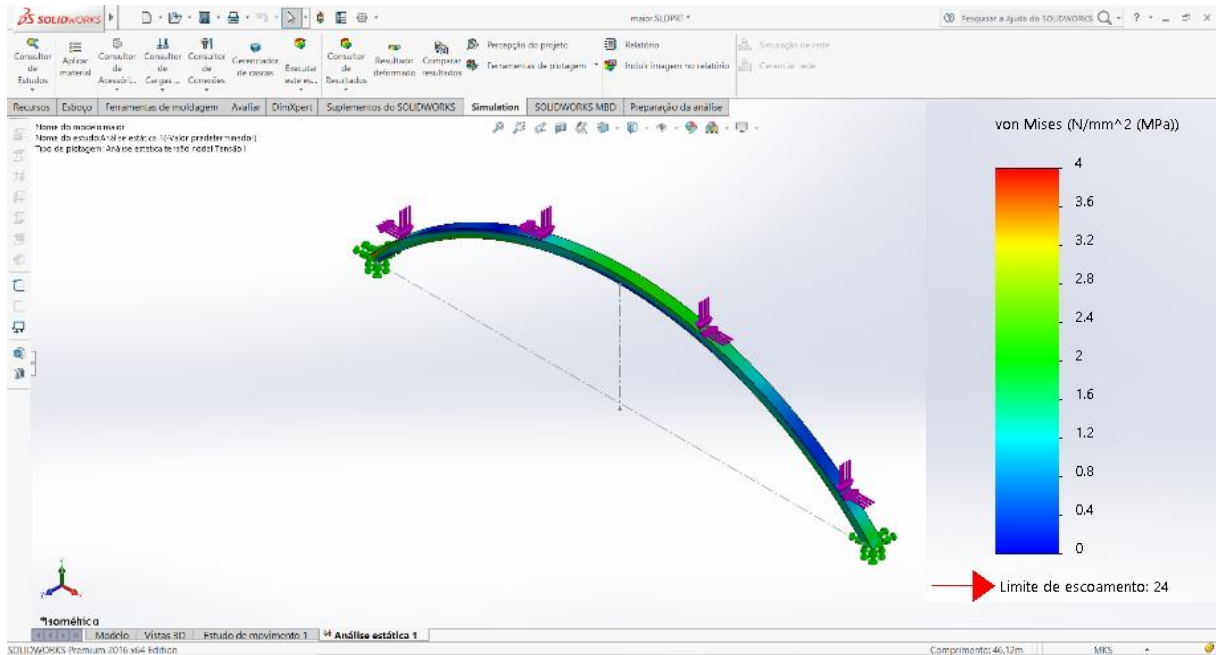 SOLIDWORKS
maior.SLDPRT *
Pesquisar a Ajuda do SOLIDWORKS
?
Consultor de Estudos
Aplicar material
Consultor de Acessóri...
Consultor de Cargas ...
Consultor de Conexões
Gerenciador de cascas
Executar este es...
Consultor de Resultados
Resultado deformado
Comparar resultados
Percepção do projeto
Ferramentas de plotagem
Relatório
Incluir imagem no relatório
Simulação de rede
Gerenciar rede
Recursos
Esboço
Ferramentas de moldagem
Avaliar
DimXpert
Suplementos do SOLIDWORKS
Simulation
SOLIDWORKS MBD
Preparação da análise
Nome do modelo:maior
Nome do estudo:Análise estática 1(-Valor predeterminado-)
Tipo de plotagem: Análise estática tensão nodal Tensão1
von Mises (N/mm^2 (MPa))
4
3.6
3.2
2.8
2.4
2
1.6
1.2
0.8
0.4
0
Limite de escoamento: 24
*Isométrica
Modelo
Vistas 3D
Estudo de movimento 1
Análise estática 1
SOLIDWORKS Premium 2016 x64 Edition
Comprimento: 46.12m
MKS